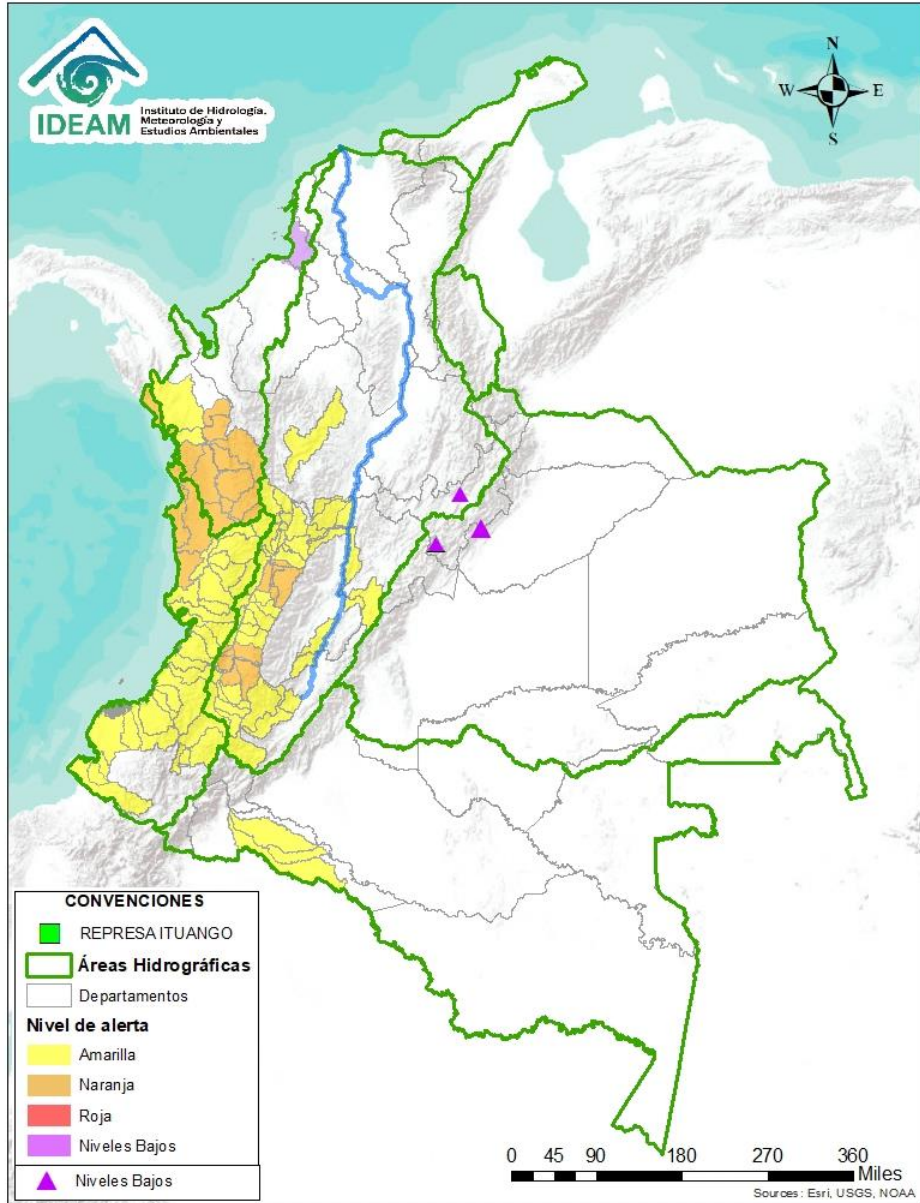 IDEAM
Instituto de Hidrología,
Meteorología y
Estudios Ambientales
N
W
E
S
CONVENCIONES
REPRESA ITUANGO
Áreas Hidrográficas
Departamentos
Nivel de alerta
Amarilla
Naranja
Roja
Niveles Bajos
Niveles Bajos
0 45 90 180 270 360
Miles
Sources: Esri, USGS, NOAA